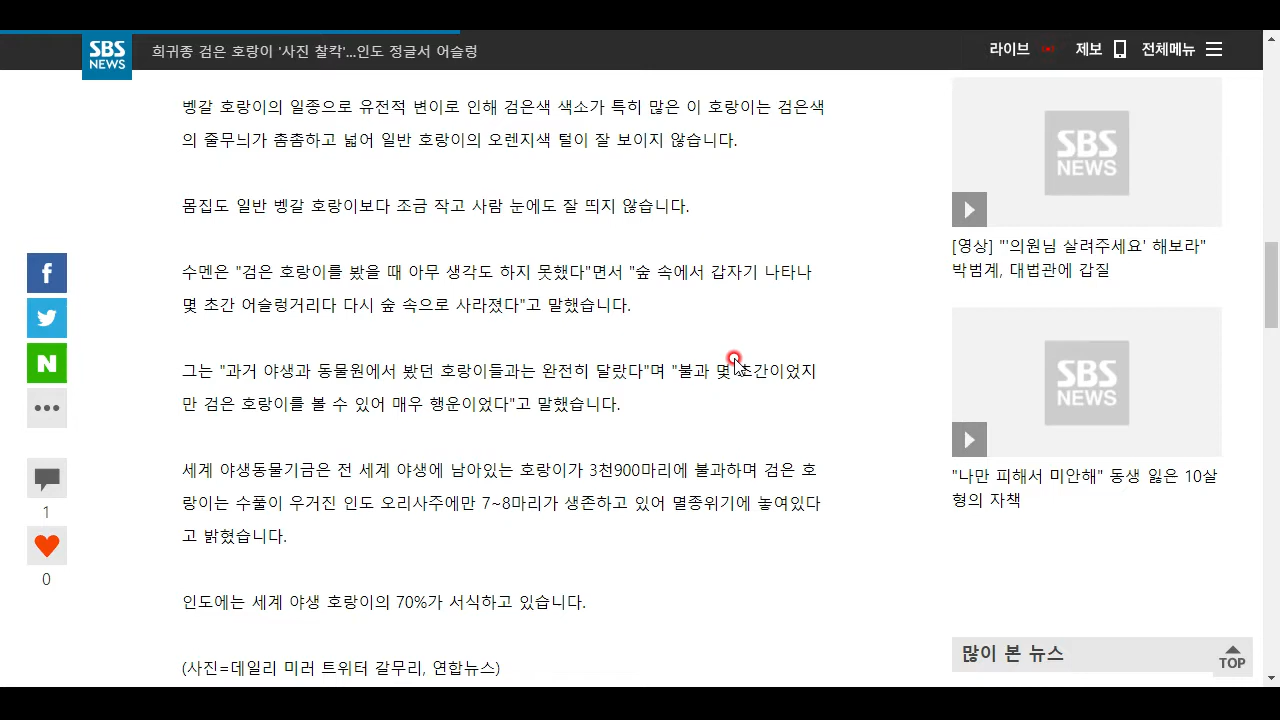 SBS NEWS
희귀종 검은 호랑이 '사진 찰칵'...인도 정글서 어슬렁
라이브
제보
전체메뉴
벵갈 호랑이의 일종으로 유전적 변이로 인해 검은색 색소가 특히 많은 이 호랑이는 검은색
의 줄무늬가 촘촘하고 넓어 일반 호랑이의 오렌지색 털이 잘 보이지 않습니다.
몸집도 일반 벵갈 호랑이보다 조금 작고 사람 눈에도 잘 띄지 않습니다.
수멘은 "검은 호랑이를 봤을 때 아무 생각도 하지 못했다"면서 "숲 속에서 갑자기 나타나
몇 초간 어슬렁거리다 다시 숲 속으로 사라졌다"고 말했습니다.
그는 "과거 야생과 동물원에서 봤던 호랑이들과는 완전히 달랐다"며 "불과 몇 초간이었지
만 검은 호랑이를 볼 수 있어 매우 행운이었다"고 말했습니다.
세계 야생동물기금은 전 세계 야생에 남아있는 호랑이가 3천900마리에 불과하며 검은 호
랑이는 수풀이 우거진 인도 오리사주에만 7~8마리가 생존하고 있어 멸종위기에 놓여있다
고 밝혔습니다.
인도에는 세계 야생 호랑이의 70%가 서식하고 있습니다.
(사진=데일리 미러 트위터 갈무리, 연합뉴스)
f
N
1
0
SBS
NEWS
[영상] "'의원님 살려주세요' 해보라"
박범계, 대법관에 갑질
SBS
NEWS
"나만 피해서 미안해" 동생 잃은 10살
형의 자책
많이 본 뉴스
TOP